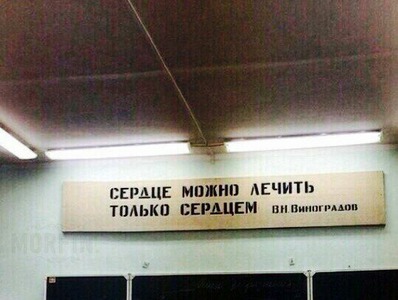 СЕРДЦЕ МОЖНО ЛЕЧИТЬ
ТОЛЬКО СЕРДЦЕМ В.Н.ВИНОГРАДОВ